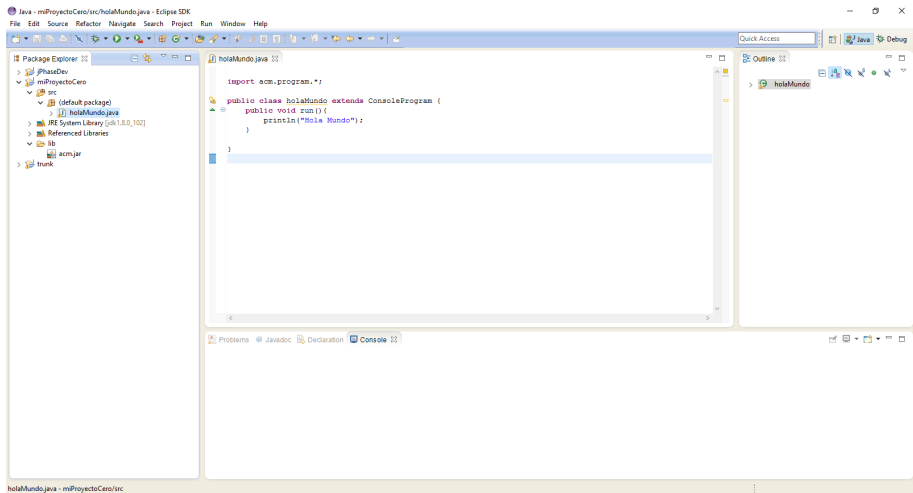 Java - miProyectoCero/src/holaMundo.java - Eclipse SDK
File Edit Source Refactor Navigate Search Project Run Window Help
Quick Access
Java
Debug
Package Explorer
jPhaseDev
miProyectoCero
src
(default package)
holaMundo.java
JRE System Library [jdk1.8.0_102]
Referenced Libraries
lib
acm.jar
trunk
holaMundo.java
import acm.program.*;
public class holaMundo extends ConsoleProgram {
public void run(){
println("Hola Mundo");
}
}
Outline
holaMundo
Problems @ Javadoc Declaration Console
holaMundo.java - miProyectoCero/src